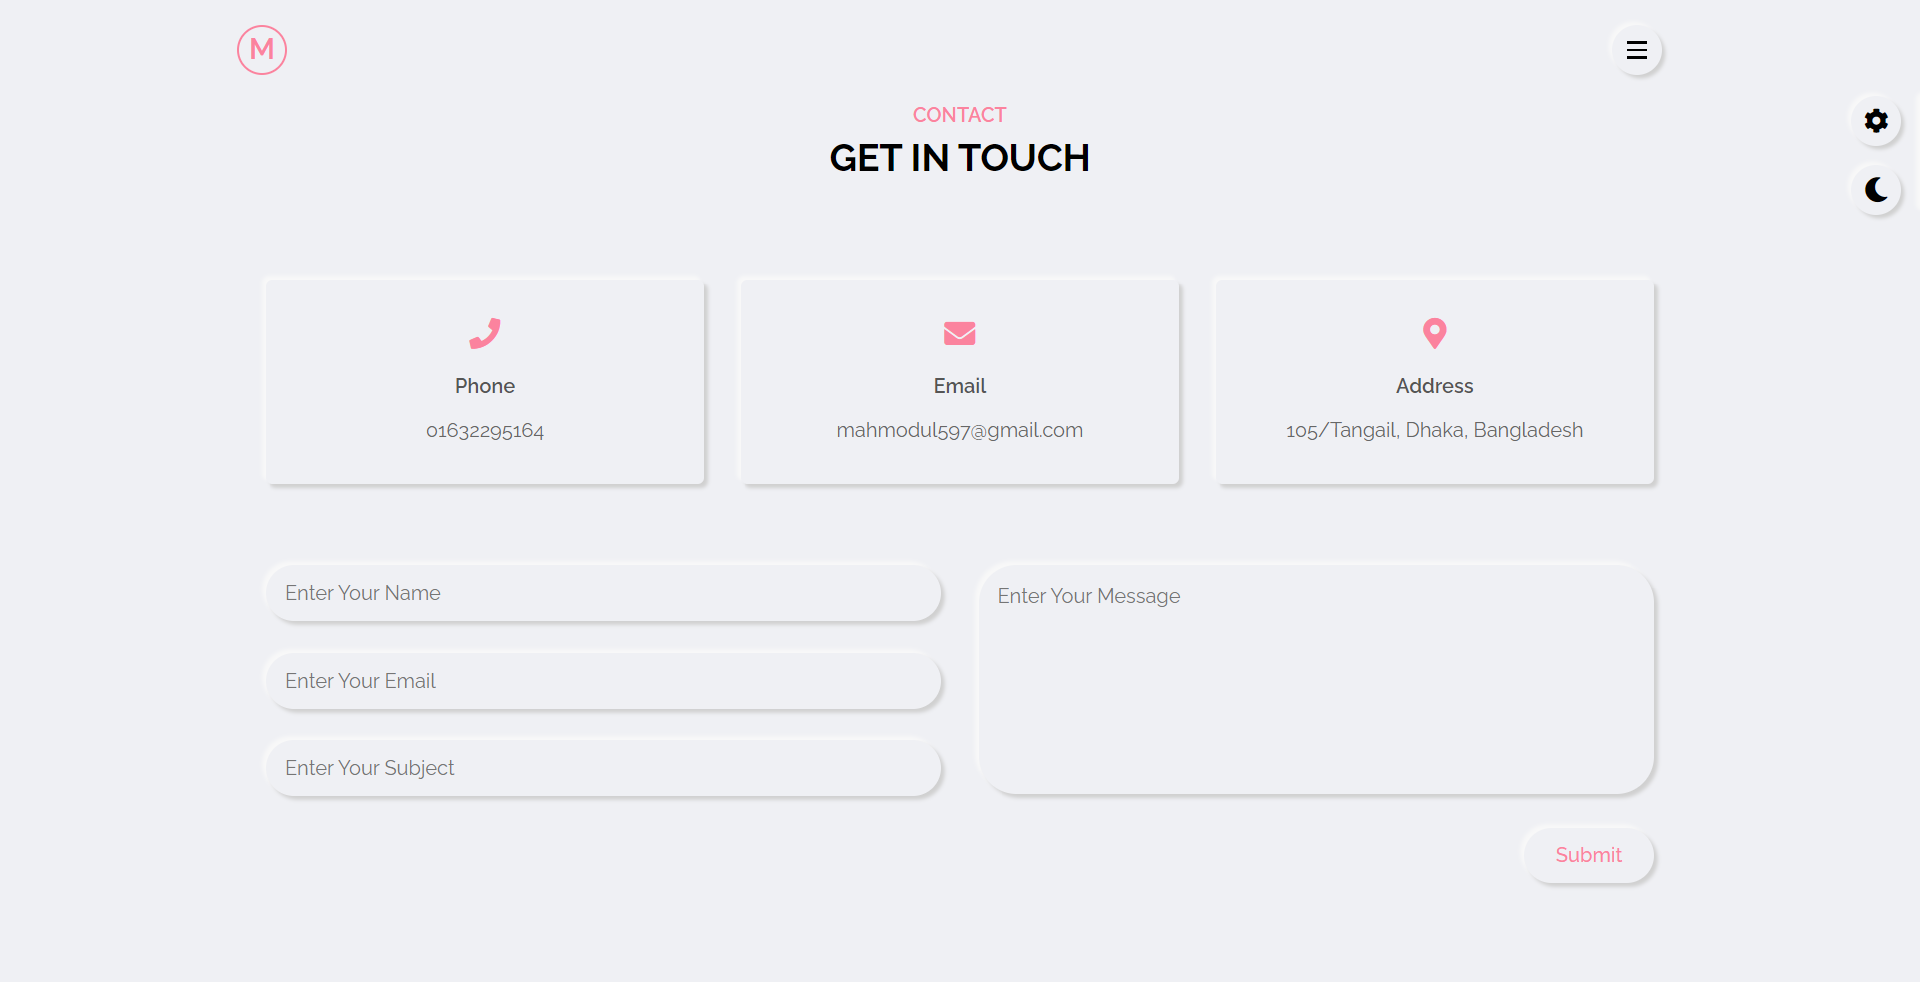 M
CONTACT
GET IN TOUCH
Phone
01632295164
Email
mahmodul597@gmail.com
Address
105/Tangail, Dhaka, Bangladesh
Enter Your Name
Enter Your Email
Enter Your Subject
Enter Your Message
Submit